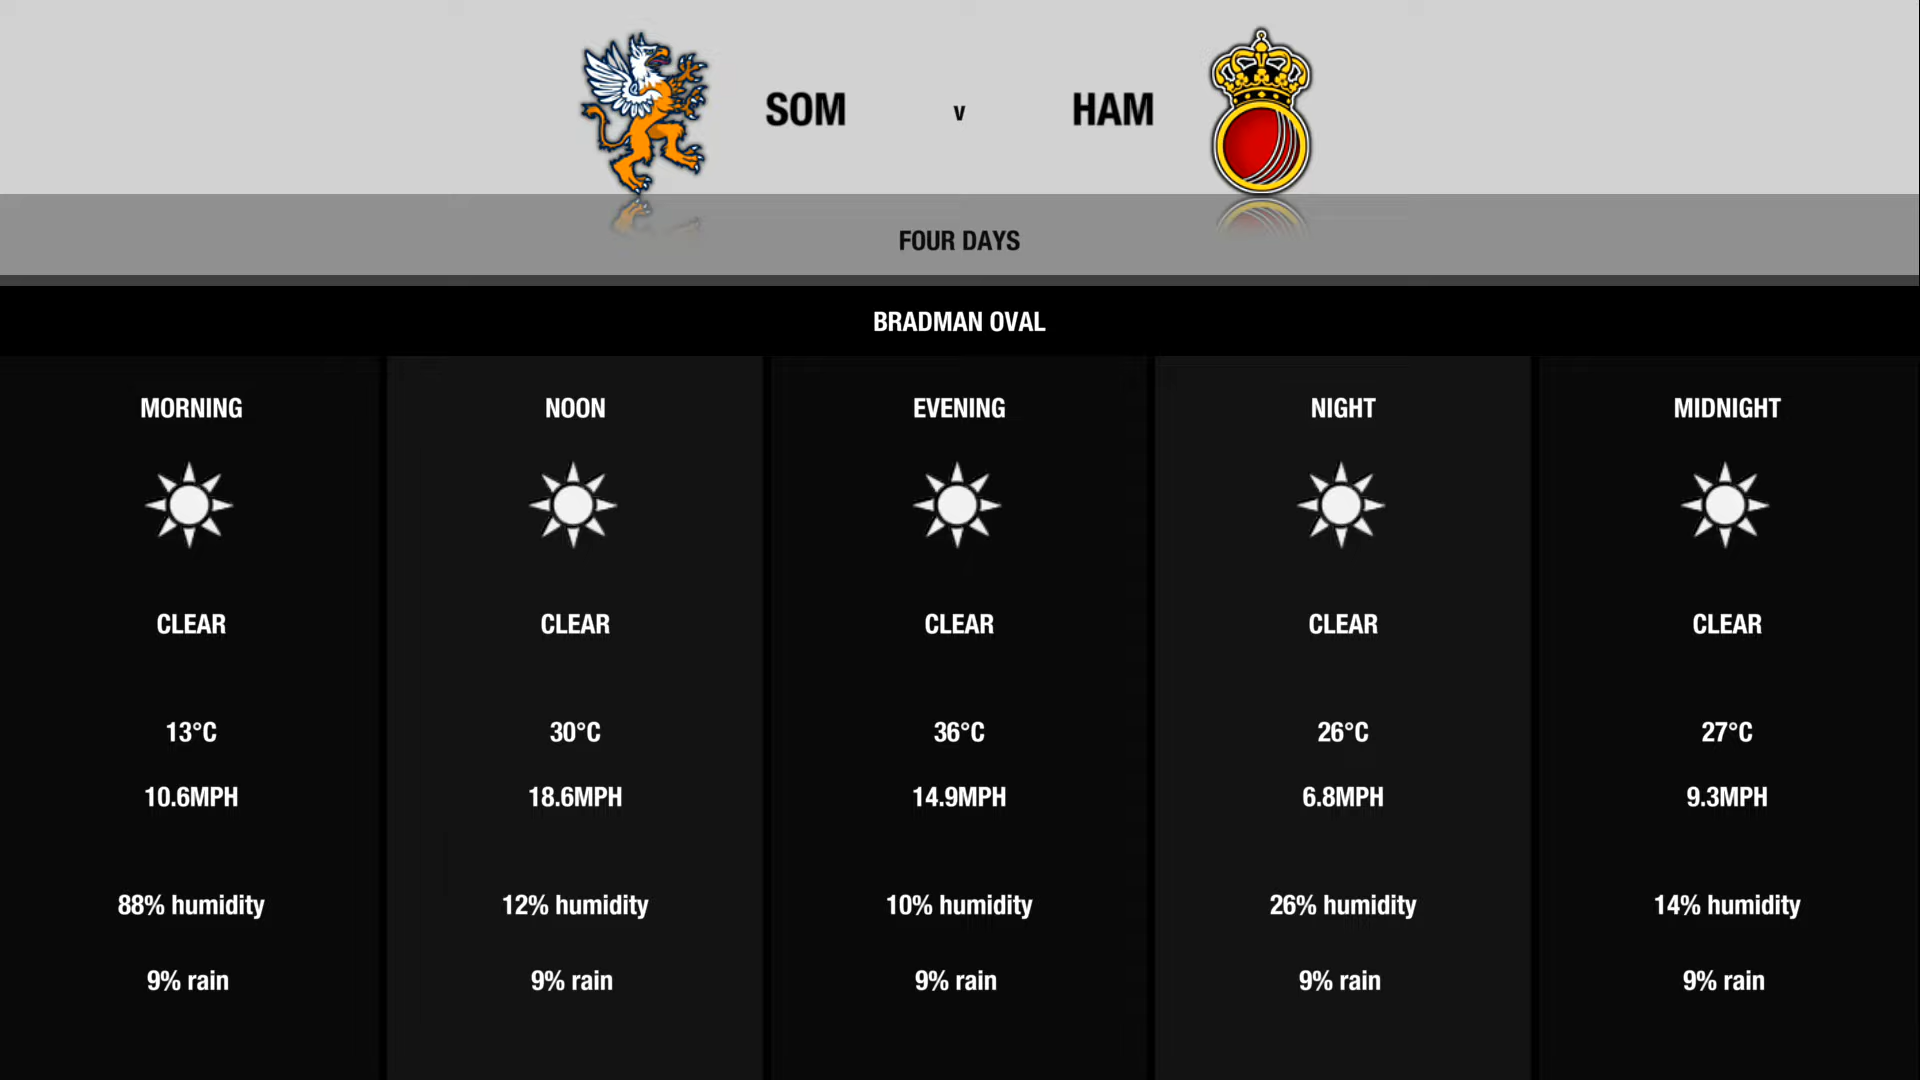 SOM v HAM
FOUR DAYS
BRADMAN OVAL
MORNING NOON EVENING NIGHT MIDNIGHT
CLEAR CLEAR CLEAR CLEAR CLEAR
13°C 30°C 36°C 26°C 27°C
10.6MPH 18.6MPH 14.9MPH 6.8MPH 9.3MPH
88% humidity 12% humidity 10% humidity 26% humidity 14% humidity
9% rain 9% rain 9% rain 9% rain 9% rain